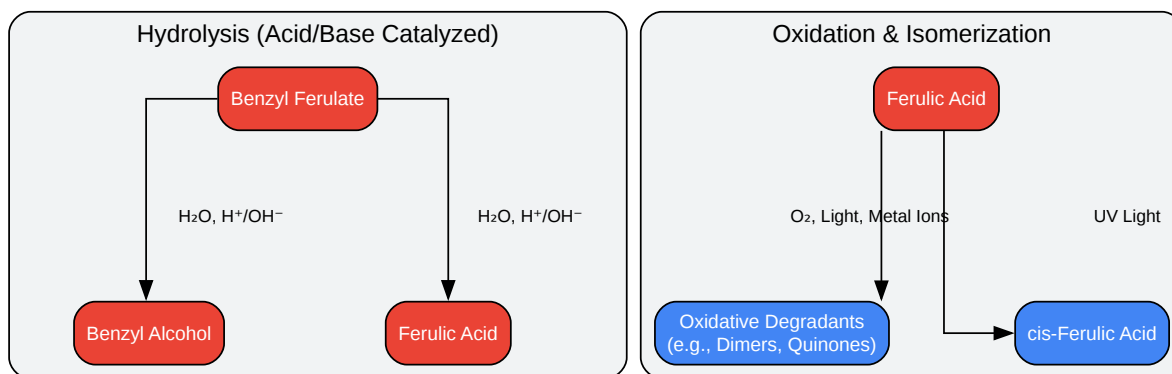 Hydrolysis (Acid/Base Catalyzed)
Benzyl Ferulate
H₂O, H⁺/OH⁻
H₂O, H⁺/OH⁻
Benzyl Alcohol
Ferulic Acid
Oxidation & Isomerization
Ferulic Acid
O₂, Light, Metal Ions
UV Light
Oxidative Degradants
(e.g., Dimers, Quinones)
cis-Ferulic Acid